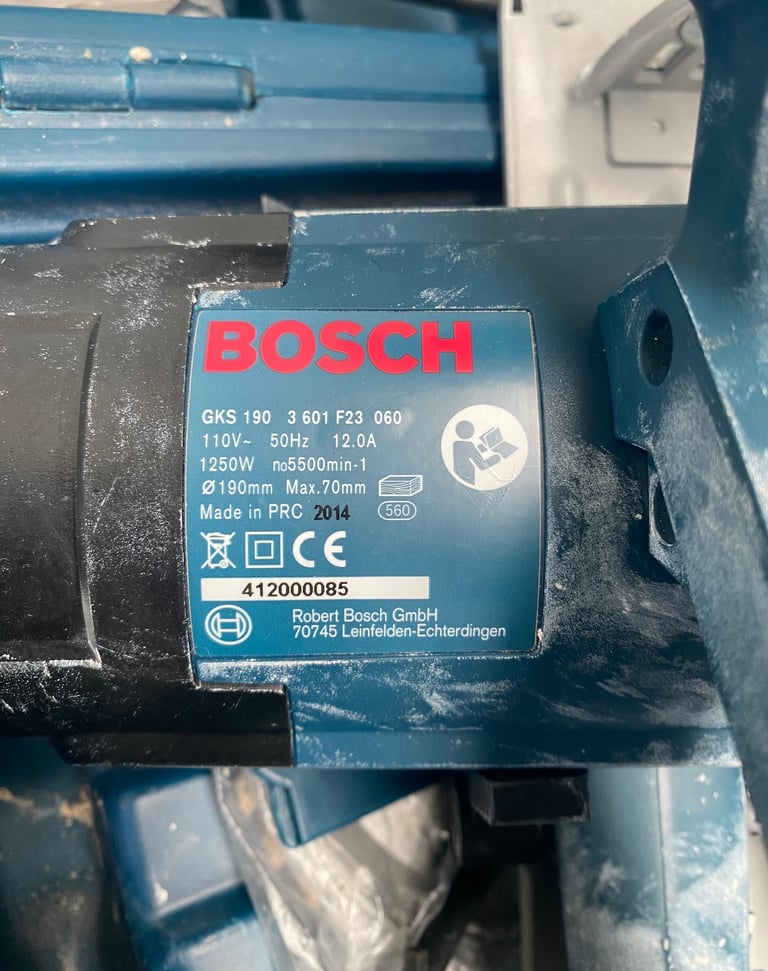 BOSCH
GKS 190 3 601 F23 060
110V~ 50Hz 12.0A
1250W no5500min-1
Ø190mm Max.70mm
Made in PRC 2014 560
CE
412000085
Robert Bosch GmbH
70745 Leinfelden-Echterdingen